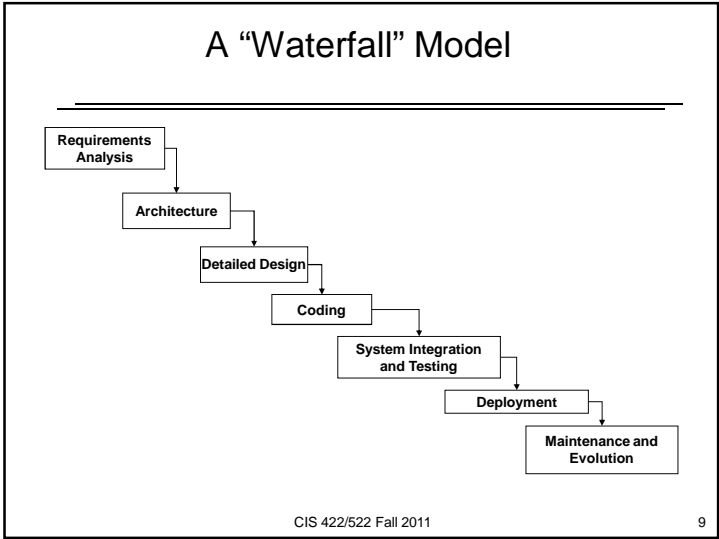 A “Waterfall” Model
Requirements
Analysis
Architecture
Detailed Design
Coding
System Integration
and Testing
Deployment
Maintenance and
Evolution
CIS 422/522 Fall 2011
9